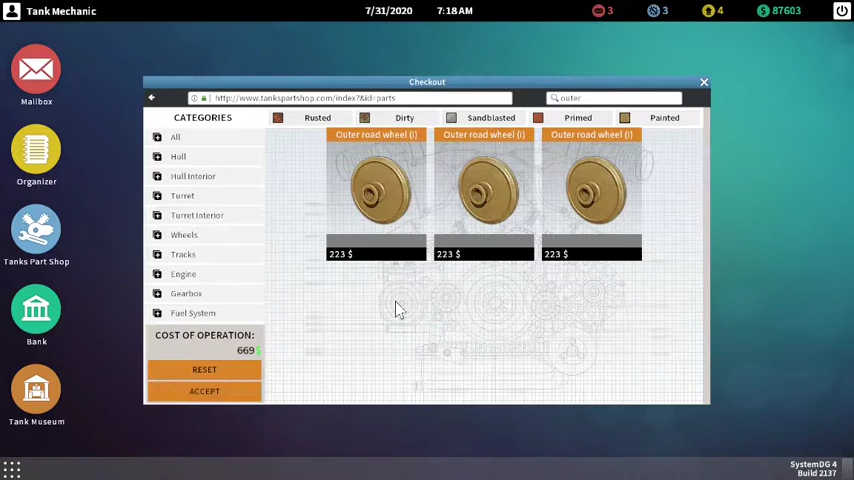 Tank Mechanic
7/31/2020
7:18AM
3
3
4
$ 87603
Mailbox
Organizer
Tanks Part Shop
Bank
Tank Museum
Checkout
http://www.tankspartshop.com/index?&id=parts
outer
CATEGORIES
Rusted
Dirty
Sandblasted
Primed
Painted
All
Hull
Hull Interior
Turret
Turret Interior
Wheels
Tracks
Engine
Gearbox
Fuel System
Outer road wheel (I)
223 $
Outer road wheel (I)
223 $
Outer road wheel (I)
223 $
COST OF OPERATION:
669$
RESET
ACCEPT
SystemDG 4
Build 2137